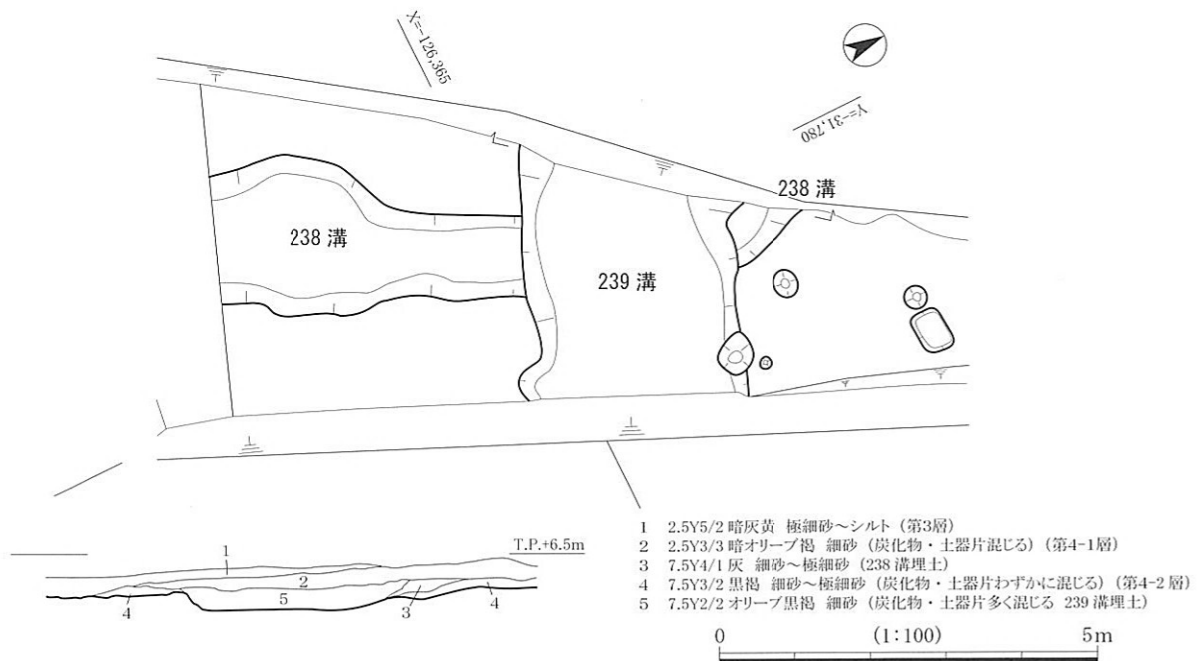 X=-126,365
Y=-31,780
238 溝
238 溝
239 溝
T.P.+6.5m
1
2
5
4
3
4
1 2.5Y5/2 暗灰黄 極細砂～シルト（第3層）
2 2.5Y3/3 暗オリーブ褐 細砂（炭化物・土器片混じる）（第4-1層）
3 7.5Y4/1 灰 細砂～極細砂（238 溝埋土）
4 7.5Y3/2 黒褐 細砂～極細砂（炭化物・土器片わずかに混じる）（第4-2 層）
5 7.5Y2/2 オリーブ黒褐 細砂（炭化物・土器片多く混じる 239 溝埋土）
0 (1:100) 5m